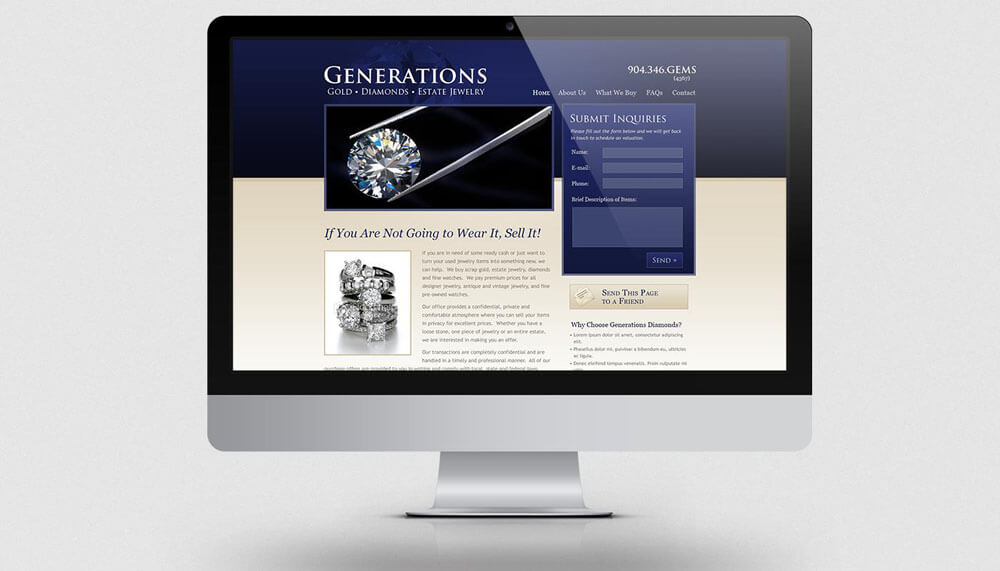 GENERATIONS
GOLD • DIAMONDS • ESTATE JEWELRY
904.346.GEMS
(4367)
HOME About Us What We Buy FAQs Contact
SUBMIT INQUIRIES
Please fill out the form below and we will get back
in touch to schedule an valuation.
Name:
E-mail:
Phone:
Brief Description of Items:
SEND »
If You Are Not Going to Wear It, Sell It!
If you are in need of some ready cash or just want to
turn your used jewelry items into something new, we
can help. We buy scrap gold, estate jewelry, diamonds
and fine watches. We pay premium prices for all
designer jewelry, antique and vintage jewelry, and fine
pre-owned watches.
Our office provides a confidential, private and
comfortable atmosphere where you can sell your items
in privacy for excellent prices. Whether you have a
loose stone, one piece of jewelry or an entire estate,
we are interested in making you an offer.
Our transactions are completely confidential and are
handled in a timely and professional manner. All of our
SEND THIS PAGE
TO A FRIEND
Why Choose Generations Diamonds?
• Lorem ipsum dolor sit amet, consectetur adipiscing
elit.
• Phasellus dolor mi, gravida a bibendum eu, ultricies
ac ligula.
• Donec eleifend tempus venenatis. Proin vulputate mi